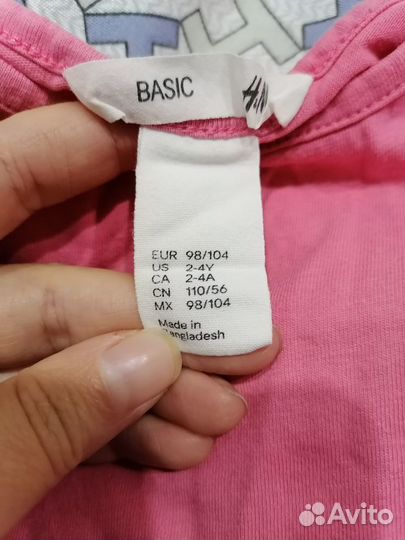 BASIC H&M
EUR 98/104
US 2-4Y
CA 2-4A
CN 110/56
MX 98/104
Made in
Bangladesh
Avito